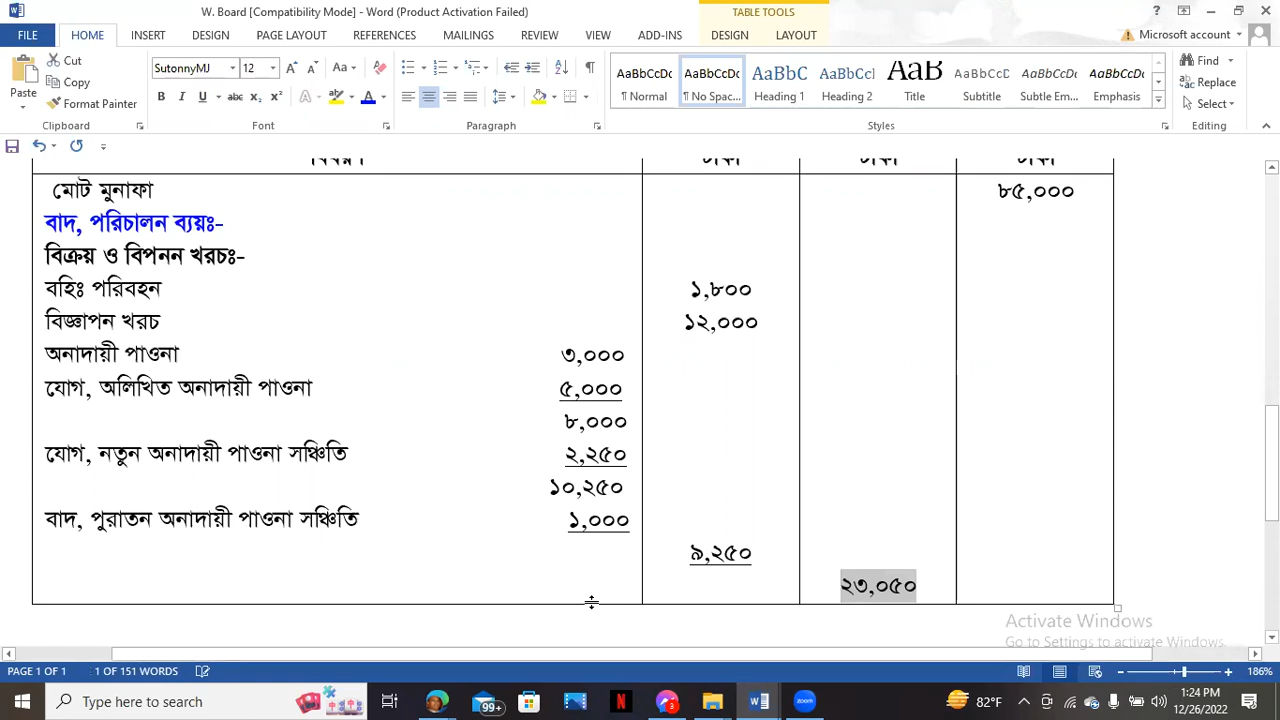 W. Board [Compatibility Mode] - Word (Product Activation Failed)
TABLE TOOLS
FILE HOME INSERT DESIGN PAGE LAYOUT REFERENCES MAILINGS REVIEW VIEW ADD-INS DESIGN LAYOUT Microsoft account
Cut
Copy
Format Painter
Paste
Clipboard
SutonnyMJ 12
Font
Paragraph
AaBbCcDc AaBbCcDc AaBbC AaBbCcl AaB AaBbCcD AaBbCcDc AaBbCcDc
¶ Normal ¶ No Spac... Heading 1 Heading 2 Title Subtitle Subtle Em... Emphasis
Styles
Find
Replace
Select
Editing
বিবরণ টাকা টাকা টাকা
মোট মুনাফা ৮৫,০০০
বাদ, পরিচালন ব্যয়ঃ-
বিক্রয় ও বিপনন খরচঃ-
বহিঃ পরিবহন ১,৮০০
বিজ্ঞাপন খরচ ১২,০০০
অনাদায়ী পাওনা ৩,০০০
যোগ, অলিখিত অনাদায়ী পাওনা ৫,০০০
৮,০০০
যোগ, নতুন অনাদায়ী পাওনা সঞ্চিতি ২,২৫০
১০,২৫০
বাদ, পুরাতন অনাদায়ী পাওনা সঞ্চিতি ১,০০০
৯,২৫০
২৩,০৫০
Activate Windows
Go to Settings to activate Windows.
PAGE 1 OF 1 1 OF 151 WORDS 186%
Type here to search
99+
3
zoom
82°F
1:24 PM
12/26/2022